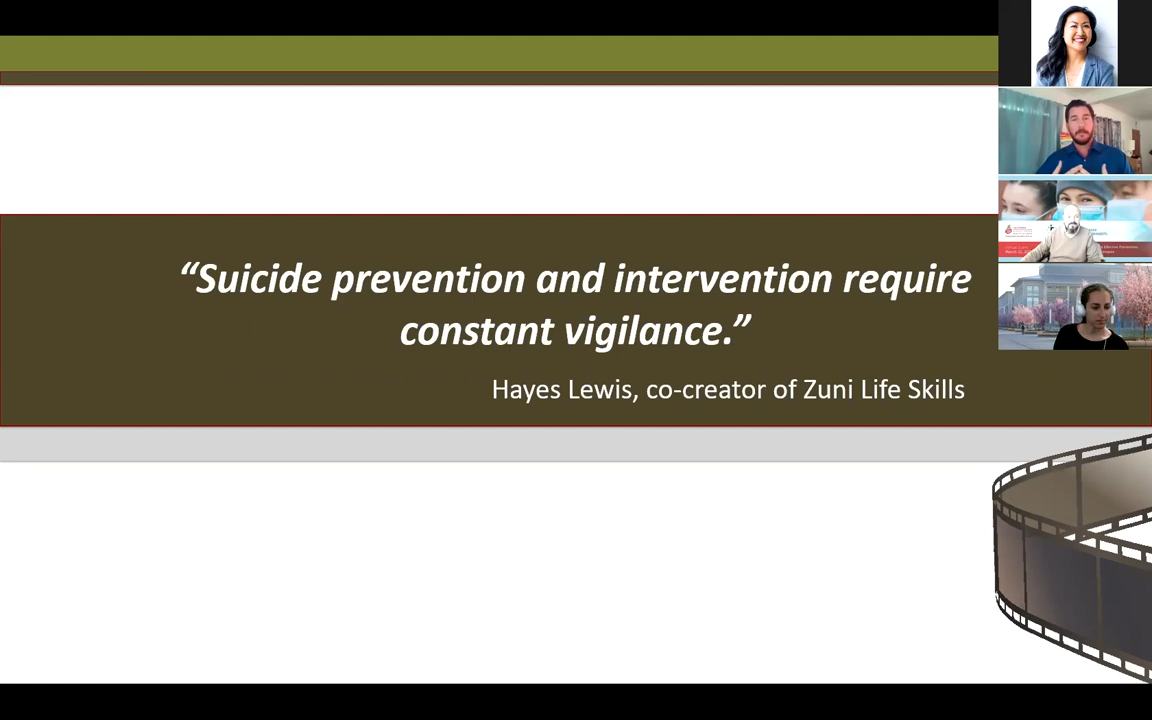 “Suicide prevention and intervention require
constant vigilance.”
Hayes Lewis, co-creator of Zuni Life Skills